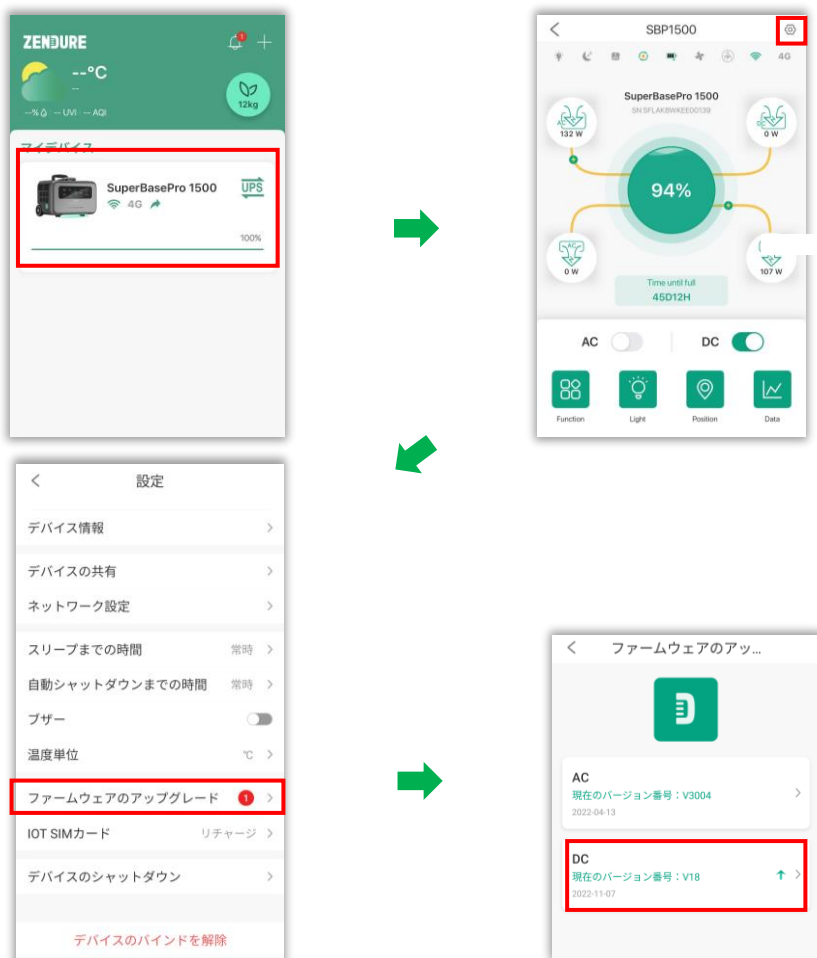 ZENDURE
--°C
--
12kg
--% -- UVI -- AQI
マイデバイス
SuperBasePro 1500
UPS
4G
100%
SBP1500
4G
SuperBasePro 1500
132 W
0 W
94%
AC
0 W
107 W
Time until full
45D12H
AC
DC
Function
Light
Position
Data
設定
デバイス情報
デバイスの共有
ネットワーク設定
スリープまでの時間 常時
自動シャットダウンまでの時間 常時
ブザー
温度単位 ℃
ファームウェアのアップグレード 1
IOT SIMカード リチャージ
デバイスのシャットダウン
デバイスのバインドを解除
ファームウェアのアッ...
AC
現在のバージョン番号：V3004
2022-04-13
DC
現在のバージョン番号：V18
2022-11-07